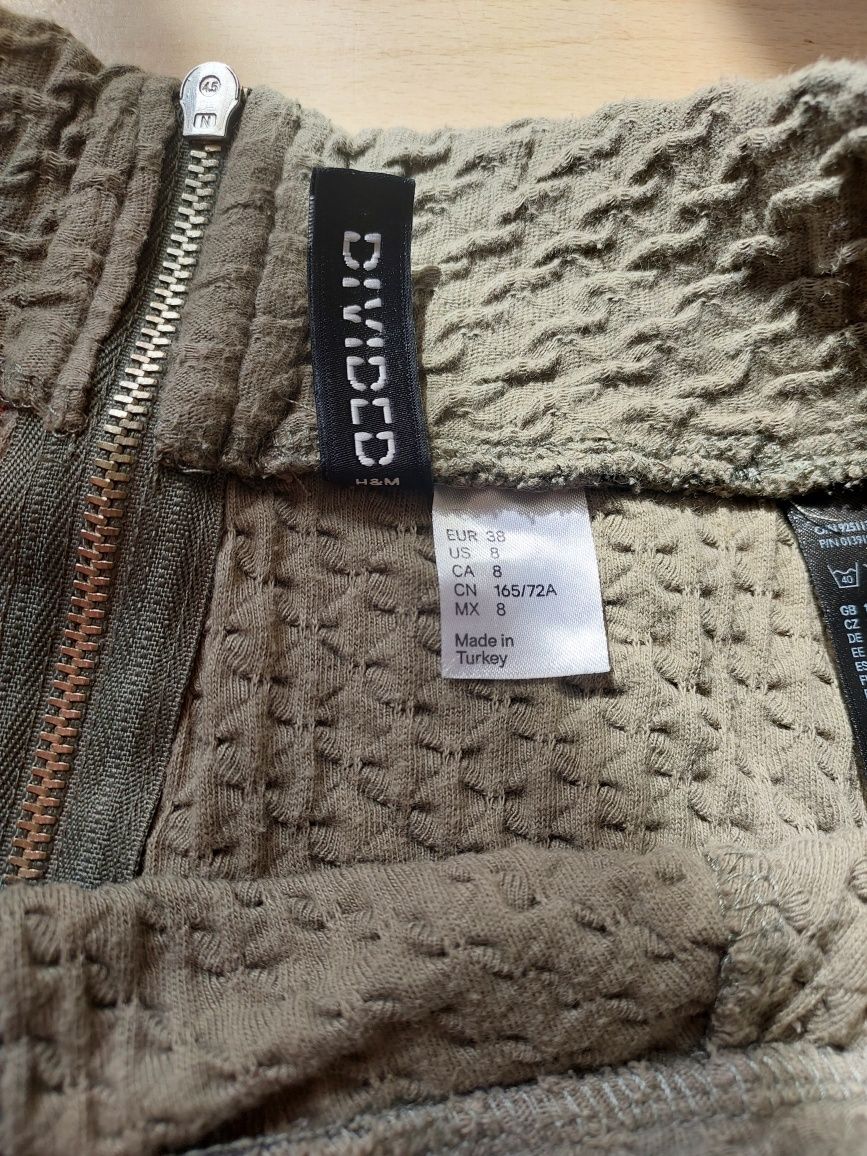 4.5
N
DIVIDED
H&M
EUR 38
US 8
CA 8
CN 165/72A
MX 8
Made in
Turkey
40
GB
CZ
DE
EE
ES